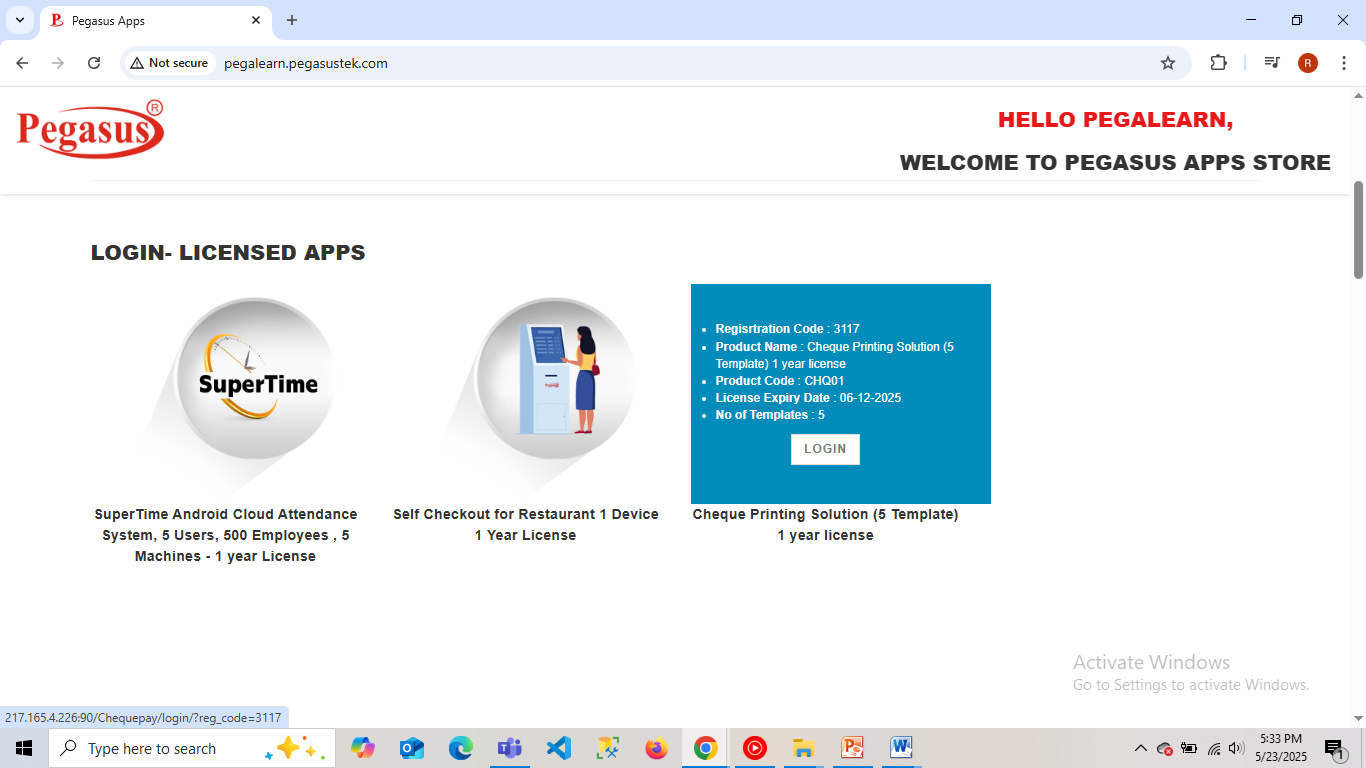 Pegasus Apps
Not secure
pegalearn.pegasustek.com
R
Pegasus®
HELLO PEGALEARN,
WELCOME TO PEGASUS APPS STORE
LOGIN- LICENSED APPS
SuperTime
Regisrtration Code : 3117
Product Name : Cheque Printing Solution (5
Template) 1 year license
Product Code : CHQ01
License Expiry Date : 06-12-2025
No of Templates : 5
LOGIN
SuperTime Android Cloud Attendance
System, 5 Users, 500 Employees , 5
Machines - 1 year License
Self Checkout for Restaurant 1 Device
1 Year License
Cheque Printing Solution (5 Template)
1 year license
Activate Windows
Go to Settings to activate Windows.
217.165.4.226:90/Chequepay/login/?reg_code=3117
Type here to search
5:33 PM
5/23/2025
1